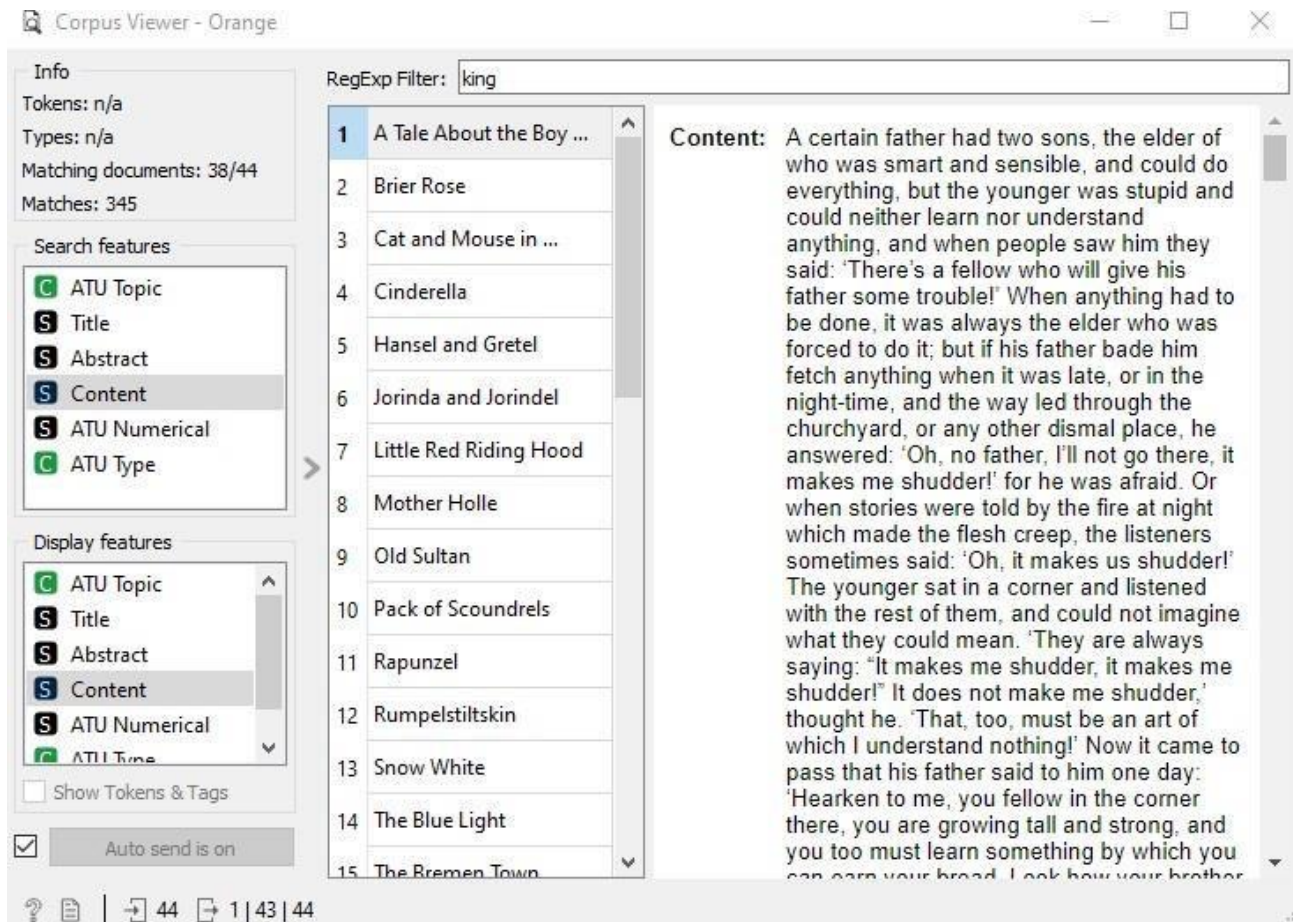 Corpus Viewer - Orange
Info
Tokens: n/a
Types: n/a
Matching documents: 38/44
Matches: 345
Search features
C ATU Topic
S Title
S Abstract
S Content
S ATU Numerical
C ATU Type
Display features
C ATU Topic
S Title
S Abstract
S Content
S ATU Numerical
C ATU Type
Show Tokens & Tags
Auto send is on
RegExp Filter: king
1 A Tale About the Boy ...
2 Brier Rose
3 Cat and Mouse in ...
4 Cinderella
5 Hansel and Gretel
6 Jorinda and Jorindel
7 Little Red Riding Hood
8 Mother Holle
9 Old Sultan
10 Pack of Scoundrels
11 Rapunzel
12 Rumpelstiltskin
13 Snow White
14 The Blue Light
15 The Bremen Town
Content: A certain father had two sons, the elder of
who was smart and sensible, and could do
everything, but the younger was stupid and
could neither learn nor understand
anything, and when people saw him they
said: ‘There’s a fellow who will give his
father some trouble!’ When anything had to
be done, it was always the elder who was
forced to do it; but if his father bade him
fetch anything when it was late, or in the
night-time, and the way led through the
churchyard, or any other dismal place, he
answered: ‘Oh, no father, I’ll not go there, it
makes me shudder!’ for he was afraid. Or
when stories were told by the fire at night
which made the flesh creep, the listeners
sometimes said: ‘Oh, it makes us shudder!’
The younger sat in a corner and listened
with the rest of them, and could not imagine
what they could mean. ‘They are always
saying: “It makes me shudder, it makes me
shudder!” It does not make me shudder,’
thought he. ‘That, too, must be an art of
which I understand nothing!’ Now it came to
pass that his father said to him one day:
‘Hearken to me, you fellow in the corner
there, you are growing tall and strong, and
you too must learn something by which you
can earn your bread. Look how your brother
? 44 1 | 43 | 44